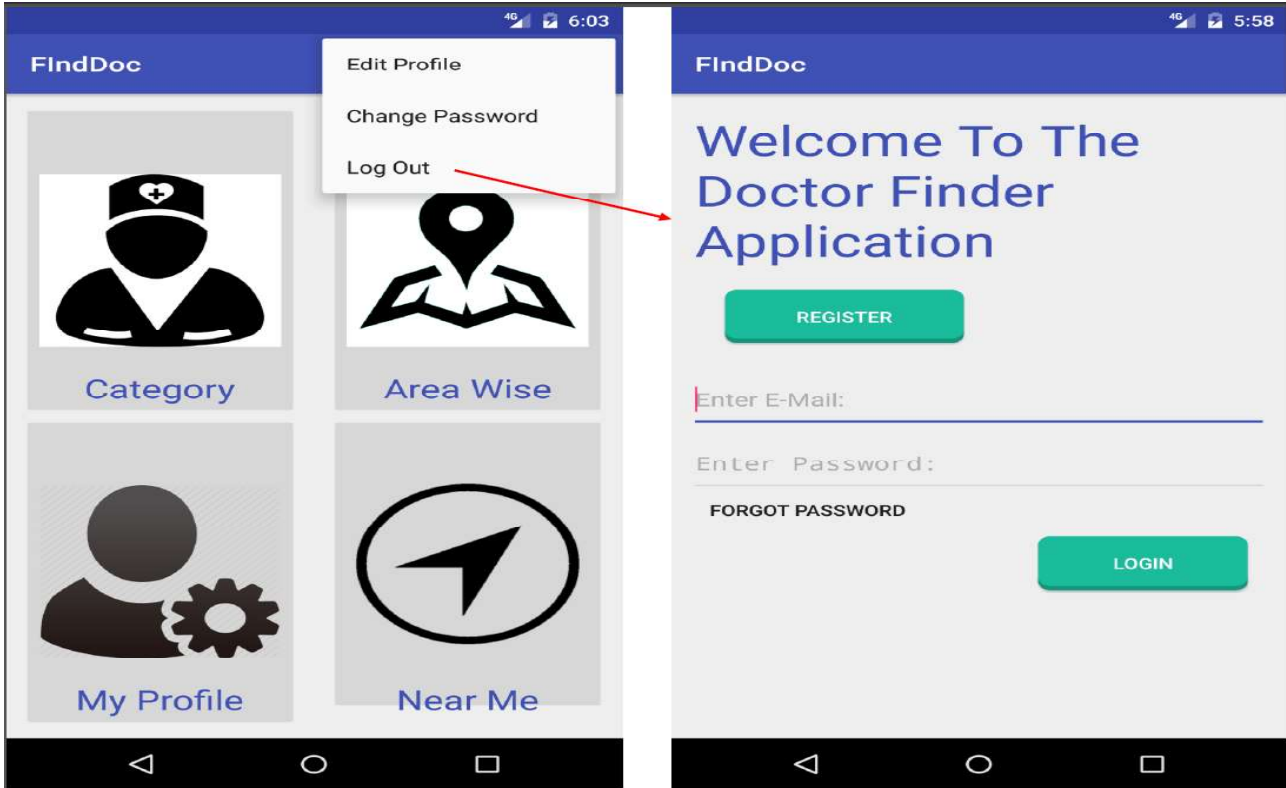 4G 6:03
FIndDoc
Edit Profile
Change Password
Log Out
Category
Area Wise
My Profile
Near Me
4G 5:58
FIndDoc
Welcome To The
Doctor Finder
Application
REGISTER
Enter E-Mail:
Enter Password:
FORGOT PASSWORD
LOGIN